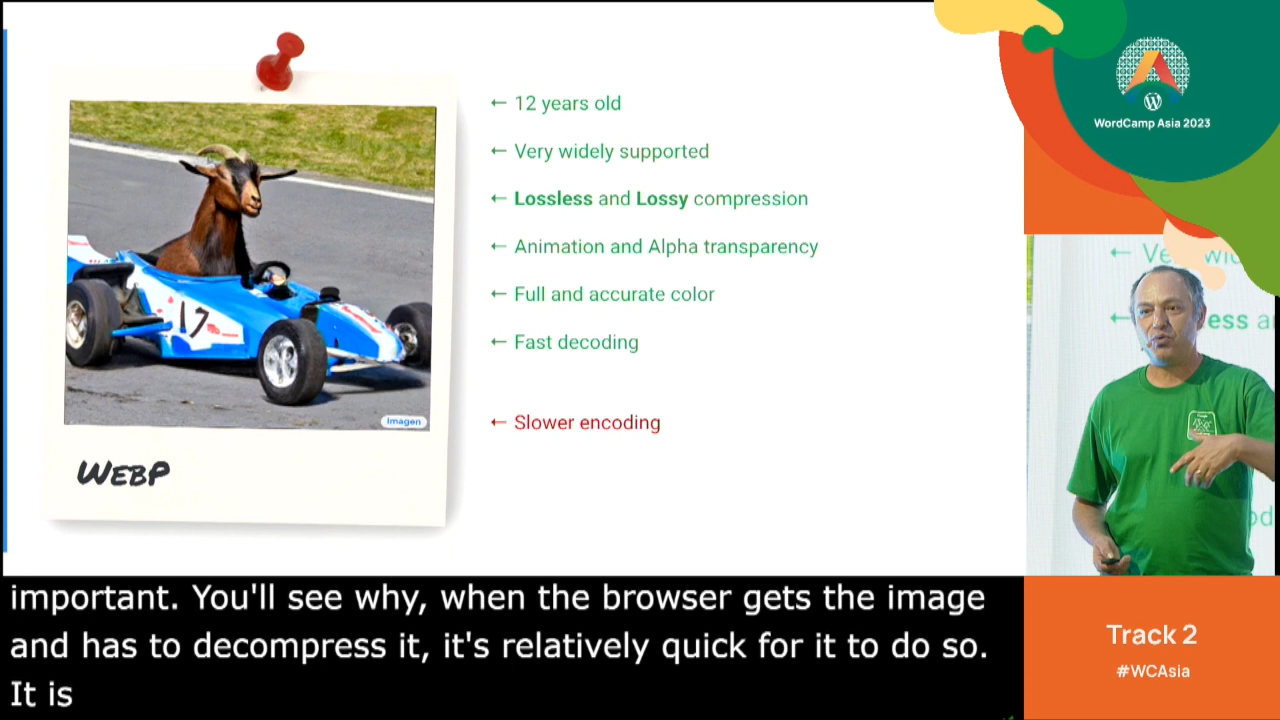 ← 12 years old
← Very widely supported
← Lossless and Lossy compression
← Animation and Alpha transparency
← Full and accurate color
← Fast decoding
← Slower encoding
17
Imagen
WEBP
WordCamp Asia 2023
← Ve
ess a
od
important. You'll see why, when the browser gets the image
and has to decompress it, it's relatively quick for it to do so.
It is
Track 2
#WCAsia